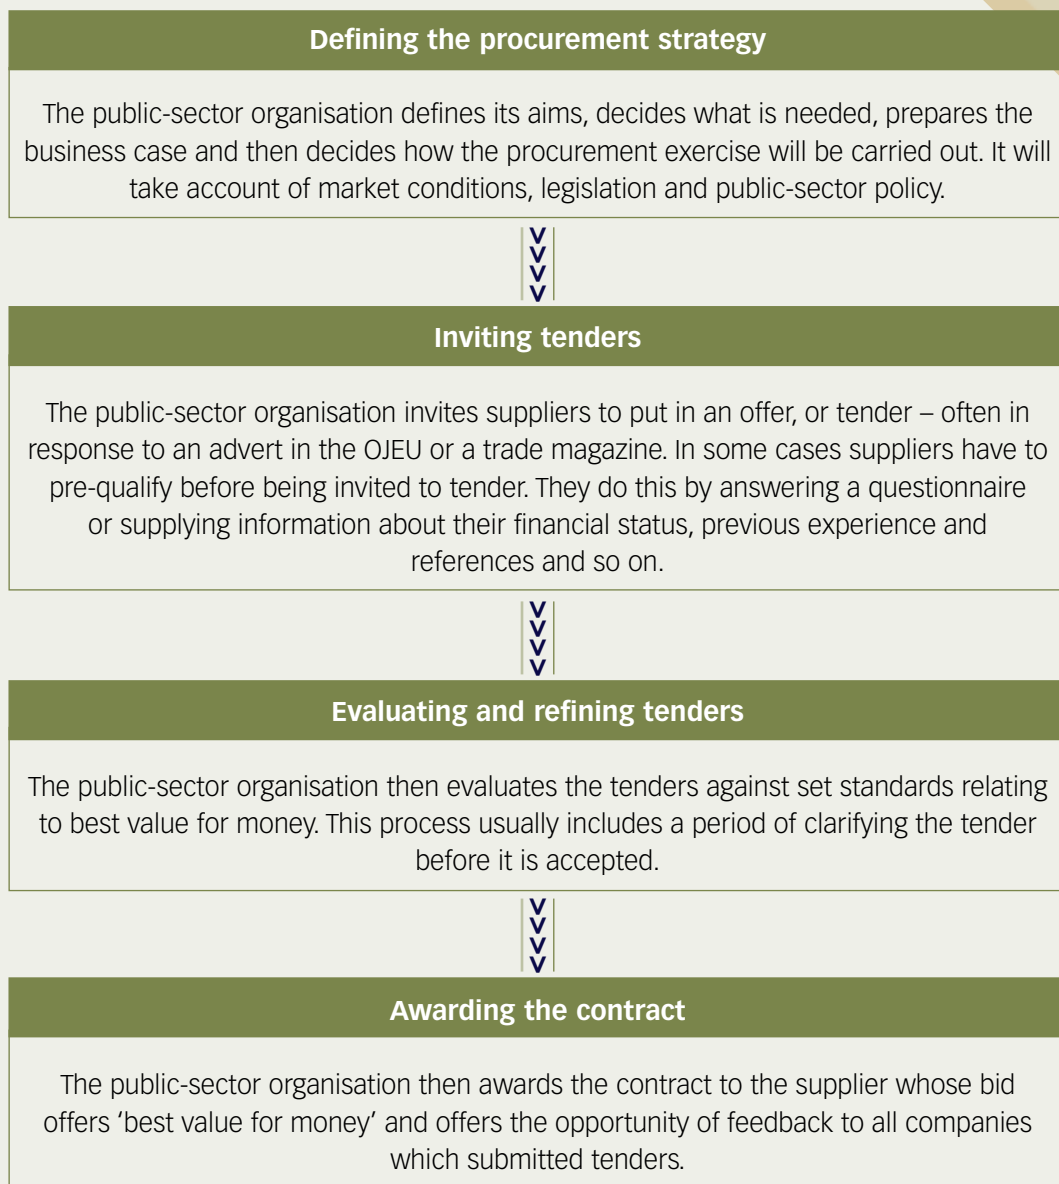 Defining the procurement strategy
The public-sector organisation defines its aims, decides what is needed, prepares the
business case and then decides how the procurement exercise will be carried out. It will
take account of market conditions, legislation and public-sector policy.
Inviting tenders
The public-sector organisation invites suppliers to put in an offer, or tender – often in
response to an advert in the OJEU or a trade magazine. In some cases suppliers have to
pre-qualify before being invited to tender. They do this by answering a questionnaire
or supplying information about their financial status, previous experience and
references and so on.
Evaluating and refining tenders
The public-sector organisation then evaluates the tenders against set standards relating
to best value for money. This process usually includes a period of clarifying the tender
before it is accepted.
Awarding the contract
The public-sector organisation then awards the contract to the supplier whose bid
offers ‘best value for money’ and offers the opportunity of feedback to all companies
which submitted tenders.